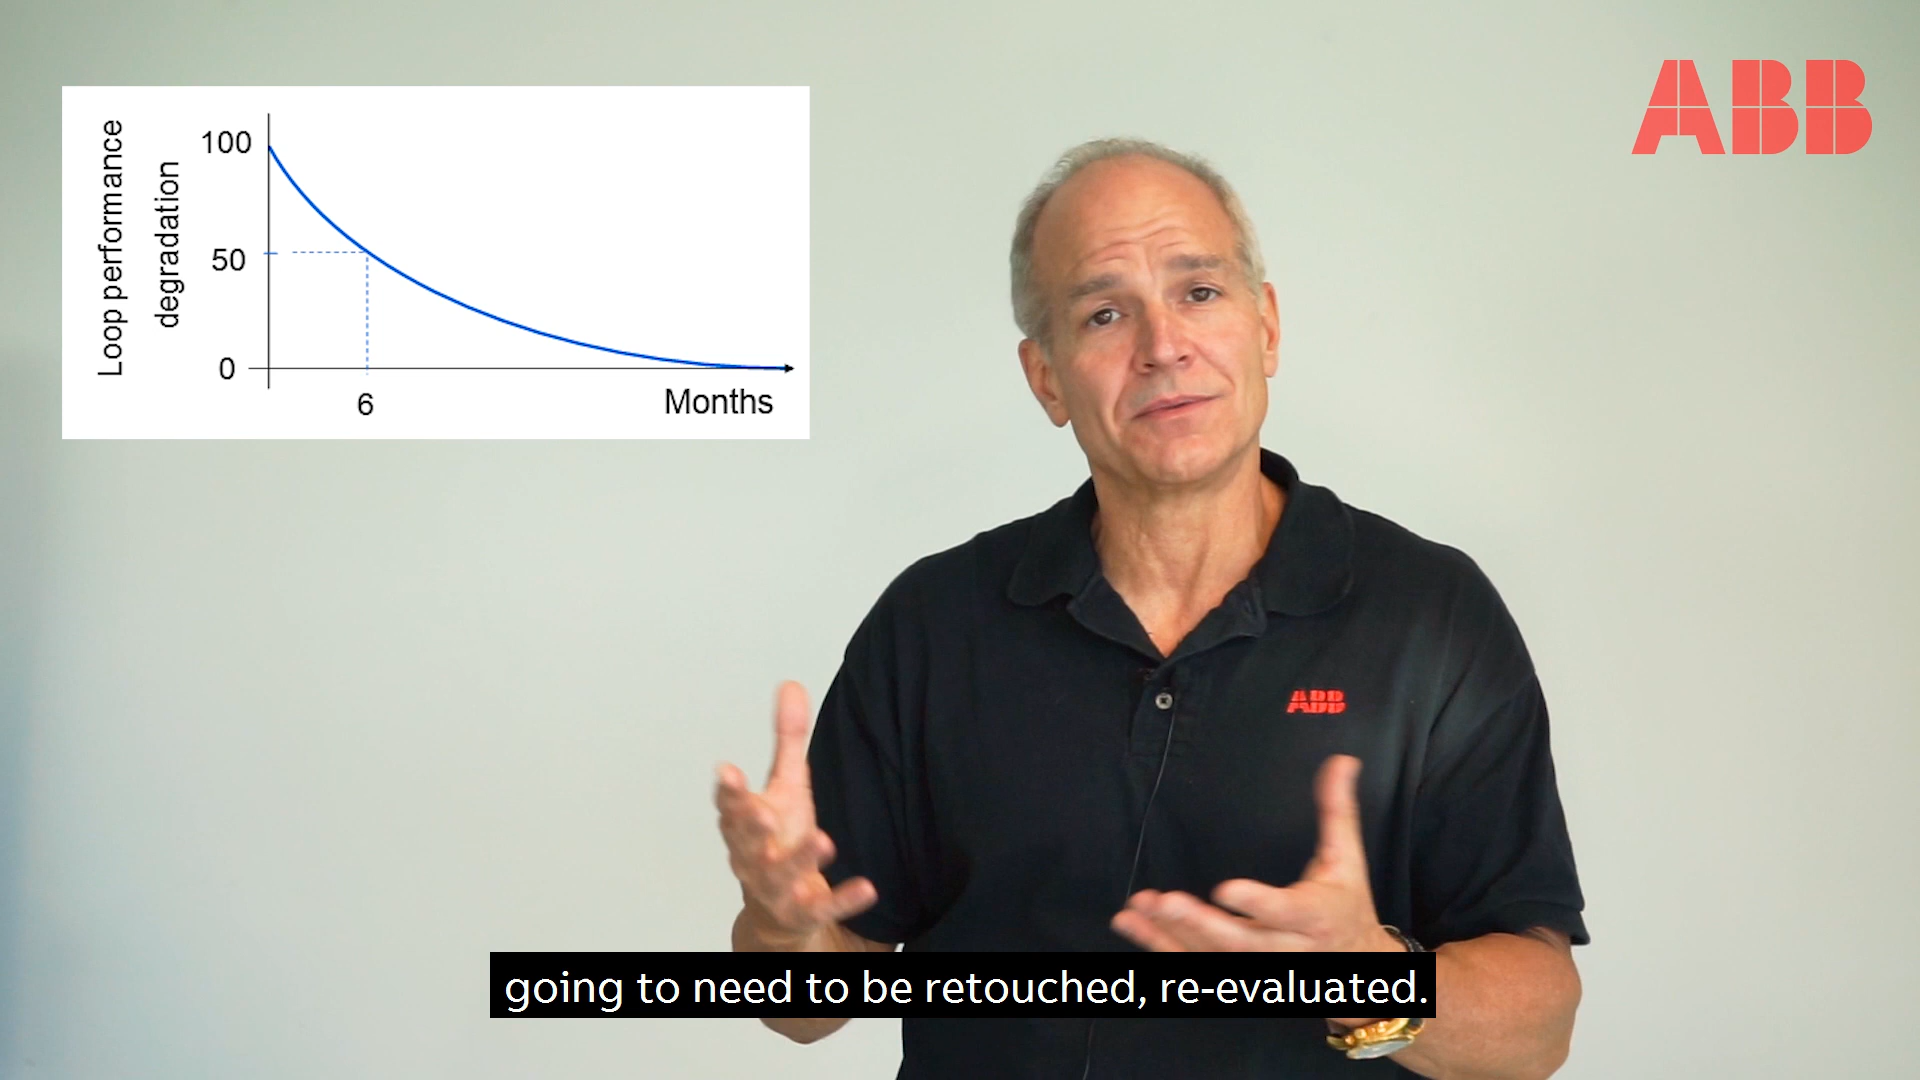 ABB
Loop performance
degradation
100
50
0
6
Months
ABB
going to need to be retouched, re-evaluated.